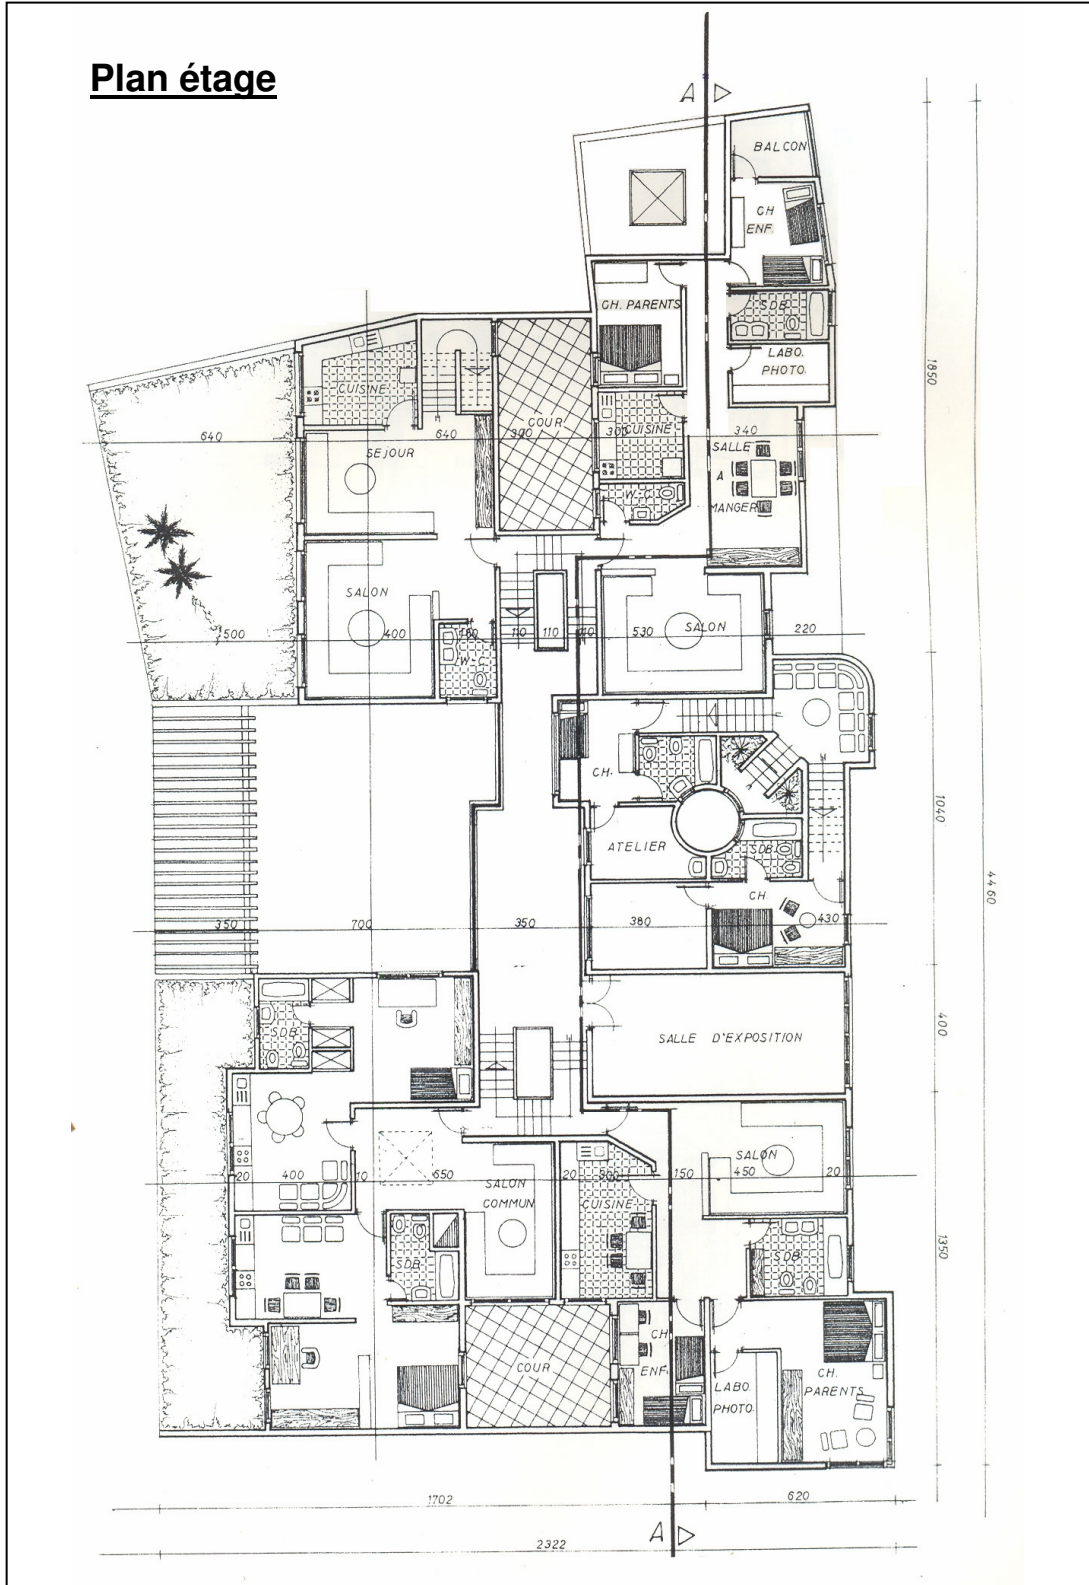 Plan étage
A
BALCON
CH
ENF.
CH. PARENTS
SDB
LABO.
PHOTO.
1850
CUISINE
COUR
CUISINE
640
640
300
300
340
SEJOUR
SALLE
A
MANGER
W-C
SALON
500
400
110
110
110
530
SALON
220
W-C
CH.
1040
ATELIER
SDB
4460
CH.
350
700
350
380
430
SDB
SALLE D'EXPOSITION
400
SALON
20
400
10
650
20
300
150
450
20
SALON
COMMUN
CUISINE
1350
SDB
SDB
COUR
CH.
ENF.
LABO
PHOTO
CH.
PARENTS
1702
620
A
2322